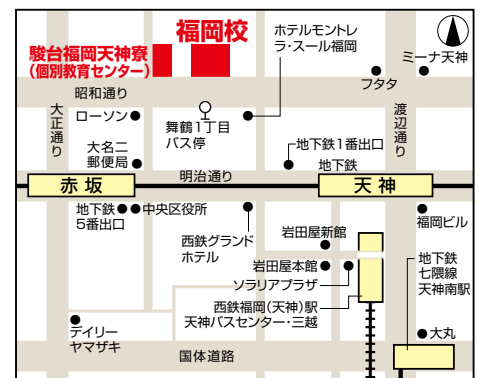 福岡校
駿台福岡天神寮
(個別教育センター)
ホテルモントレ
ラ・スール福岡
ミーナ天神
フタタ
昭和通り
大正通り
ローソン
舞鶴1丁目
バス停
渡辺通り
大名二
郵便局
地下鉄1番出口
地下鉄
明治通り
赤坂
天神
地下鉄
5番出口
中央区役所
西鉄グランド
ホテル
岩田屋新館
福岡ビル
岩田屋本館
ソラリアプラザ
地下鉄
七隈線
天神南駅
西鉄福岡(天神)駅
天神バスセンター・三越
デイリー
ヤマザキ
大丸
国体道路